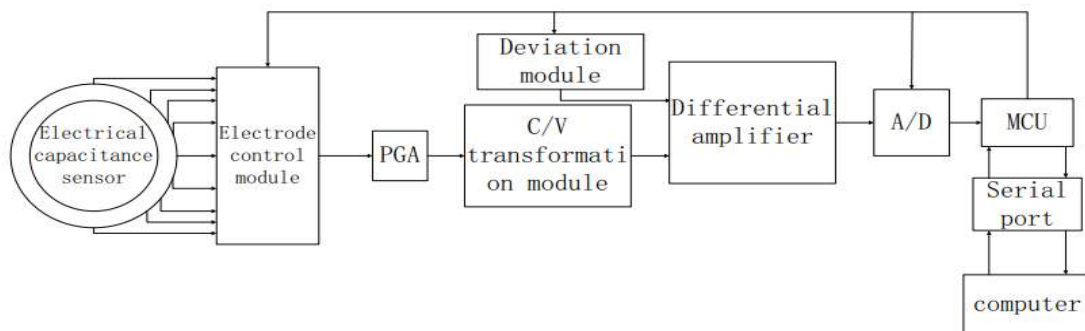 Electrical
capacitance
sensor
Electrode
control
module
PGA
Deviation
module
C/V
transformati
on module
Differential
amplifier
A/D
MCU
Serial
port
computer